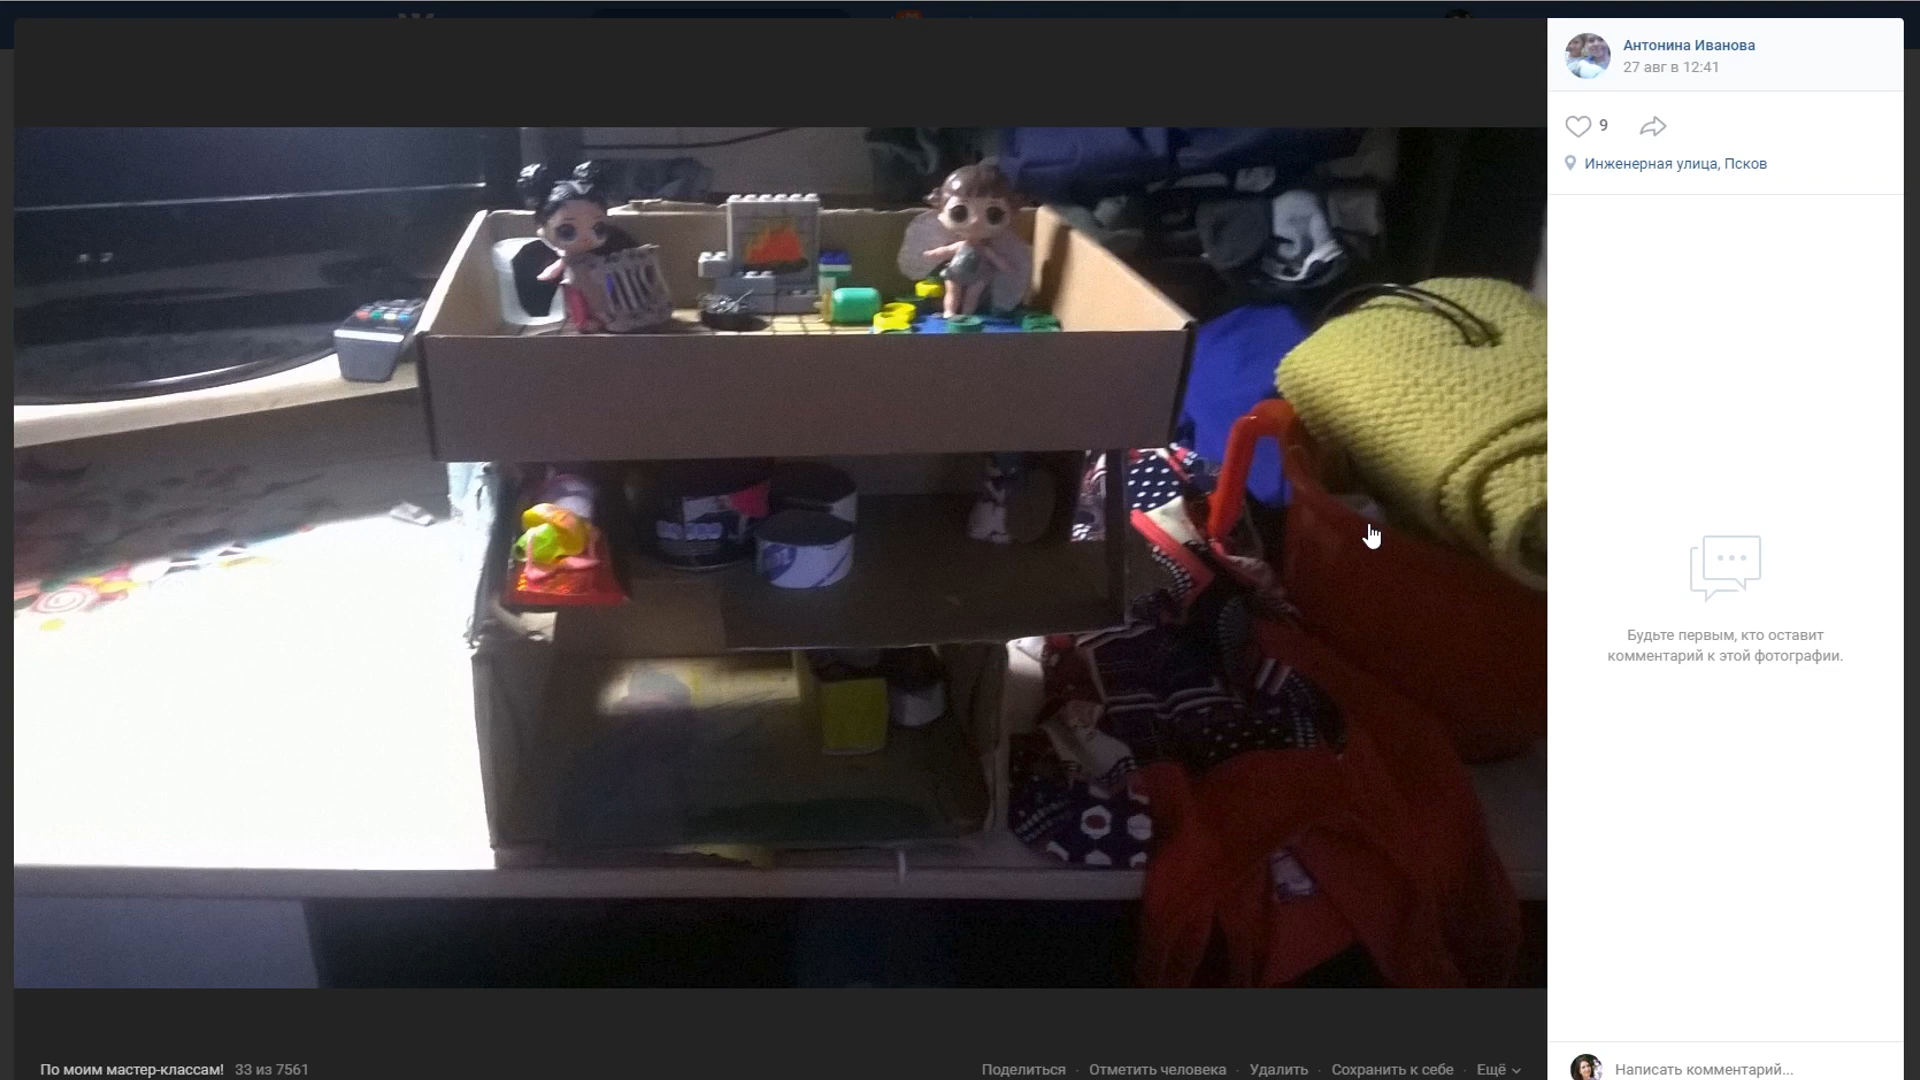 Антонина Иванова
27 авг в 12:41
9
Инженерная улица, Псков
Будьте первым, кто оставит
комментарий к этой фотографии.
По моим мастер-классам! 33 из 7561
Поделиться · Отметить человека · Удалить · Сохранить к себе · Ещё
Написать комментарий...